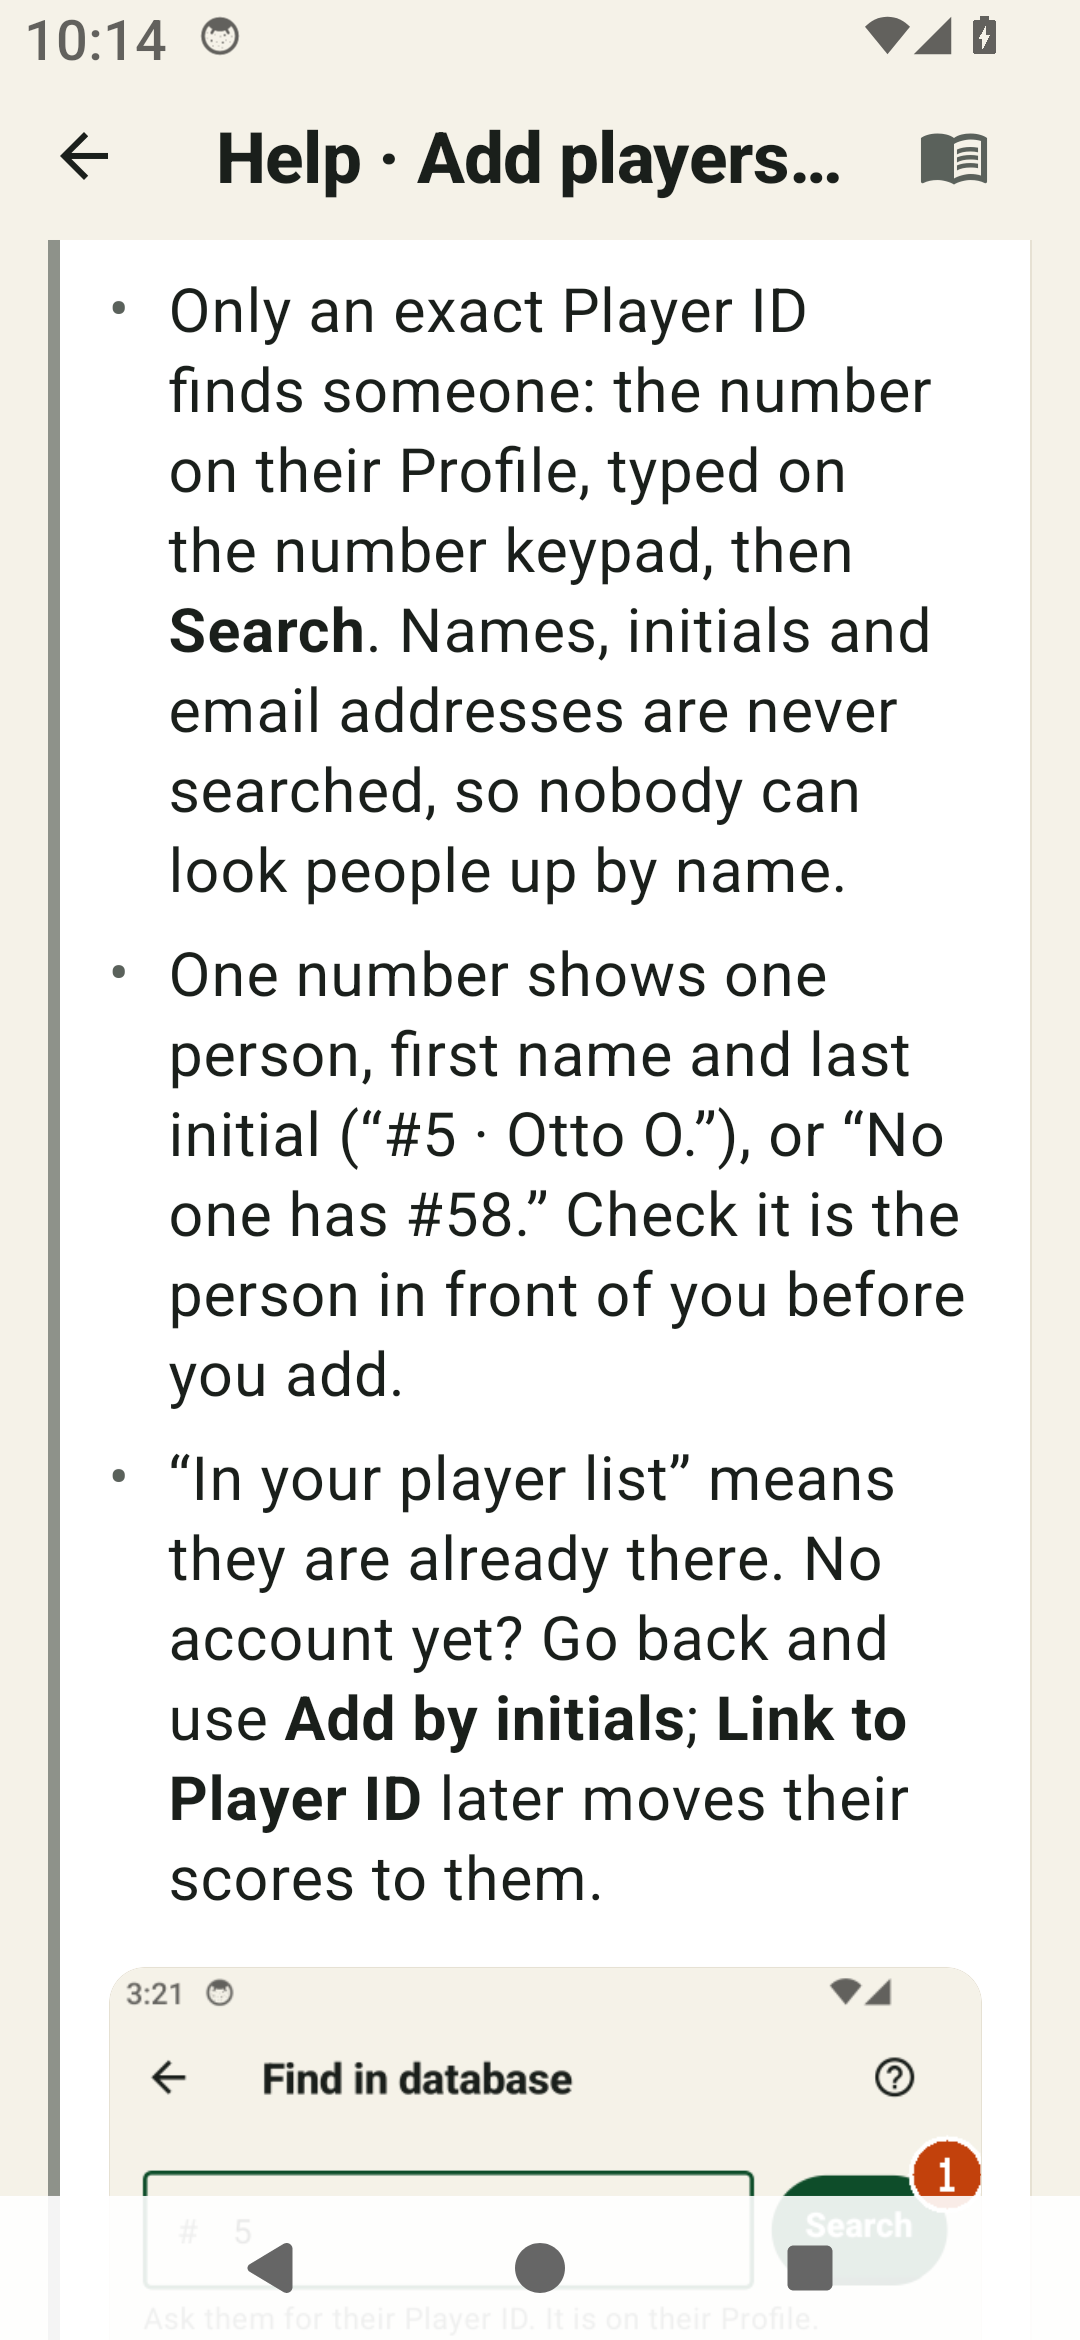 10:14
Help · Add players...
• Only an exact Player ID
finds someone: the number
on their Profile, typed on
the number keypad, then
Search. Names, initials and
email addresses are never
searched, so nobody can
look people up by name.
• One number shows one
person, first name and last
initial (“#5 · Otto O.”), or “No
one has #58.” Check it is the
person in front of you before
you add.
• “In your player list” means
they are already there. No
account yet? Go back and
use Add by initials; Link to
Player ID later moves their
scores to them.
3:21
Find in database
1
# 5
Search
Ask them for their Player ID. It is on their Profile.